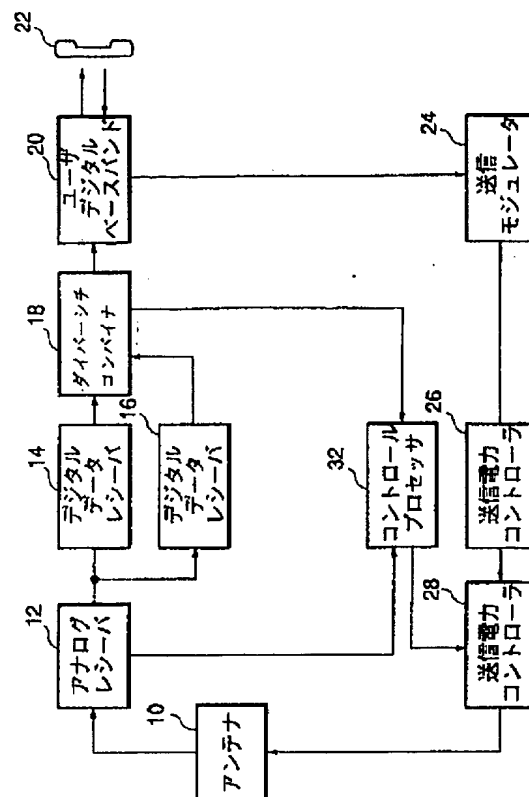 10
アンテナ
12
アナログ
レシーバ
14
デジタル
データ
レシーバ
16
デジタル
データ
レシーバ
18
ダイバーシチ
コンバイナ
20
ユーザ
デジタル
ベースバンド
22
32
コントロール
プロセッサ
28
送信電力
コントローラ
26
送信電力
コントローラ
24
送信
モジュレータ